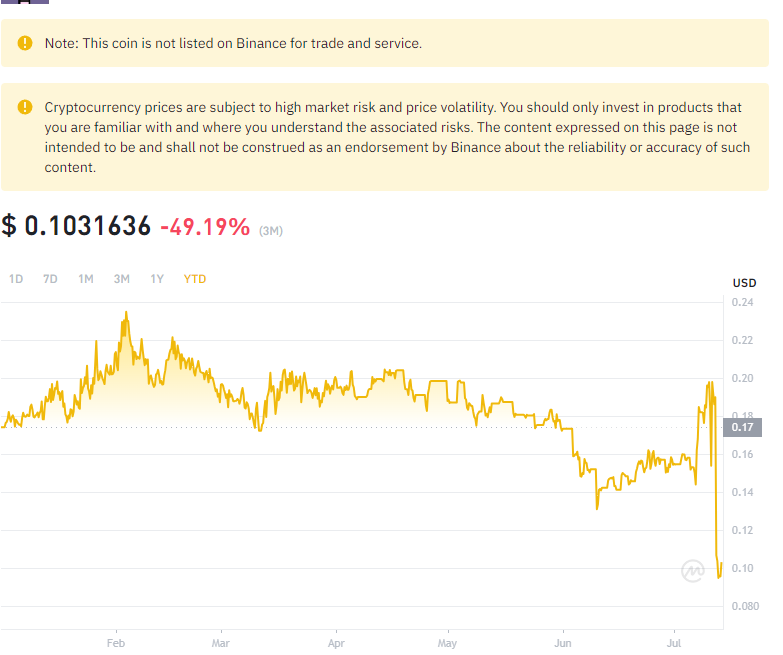 Note: This coin is not listed on Binance for trade and service.
Cryptocurrency prices are subject to high market risk and price volatility. You should only invest in products that
you are familiar with and where you understand the associated risks. The content expressed on this page is not
intended to be and shall not be construed as an endorsement by Binance about the reliability or accuracy of such
content.
$ 0.1031636 -49.19% (3M)
1D 7D 1M 3M 1Y YTD
USD
0.24
0.22
0.20
0.18
0.17
0.16
0.14
0.12
0.10
0.080
Feb Mar Apr May Jun Jul